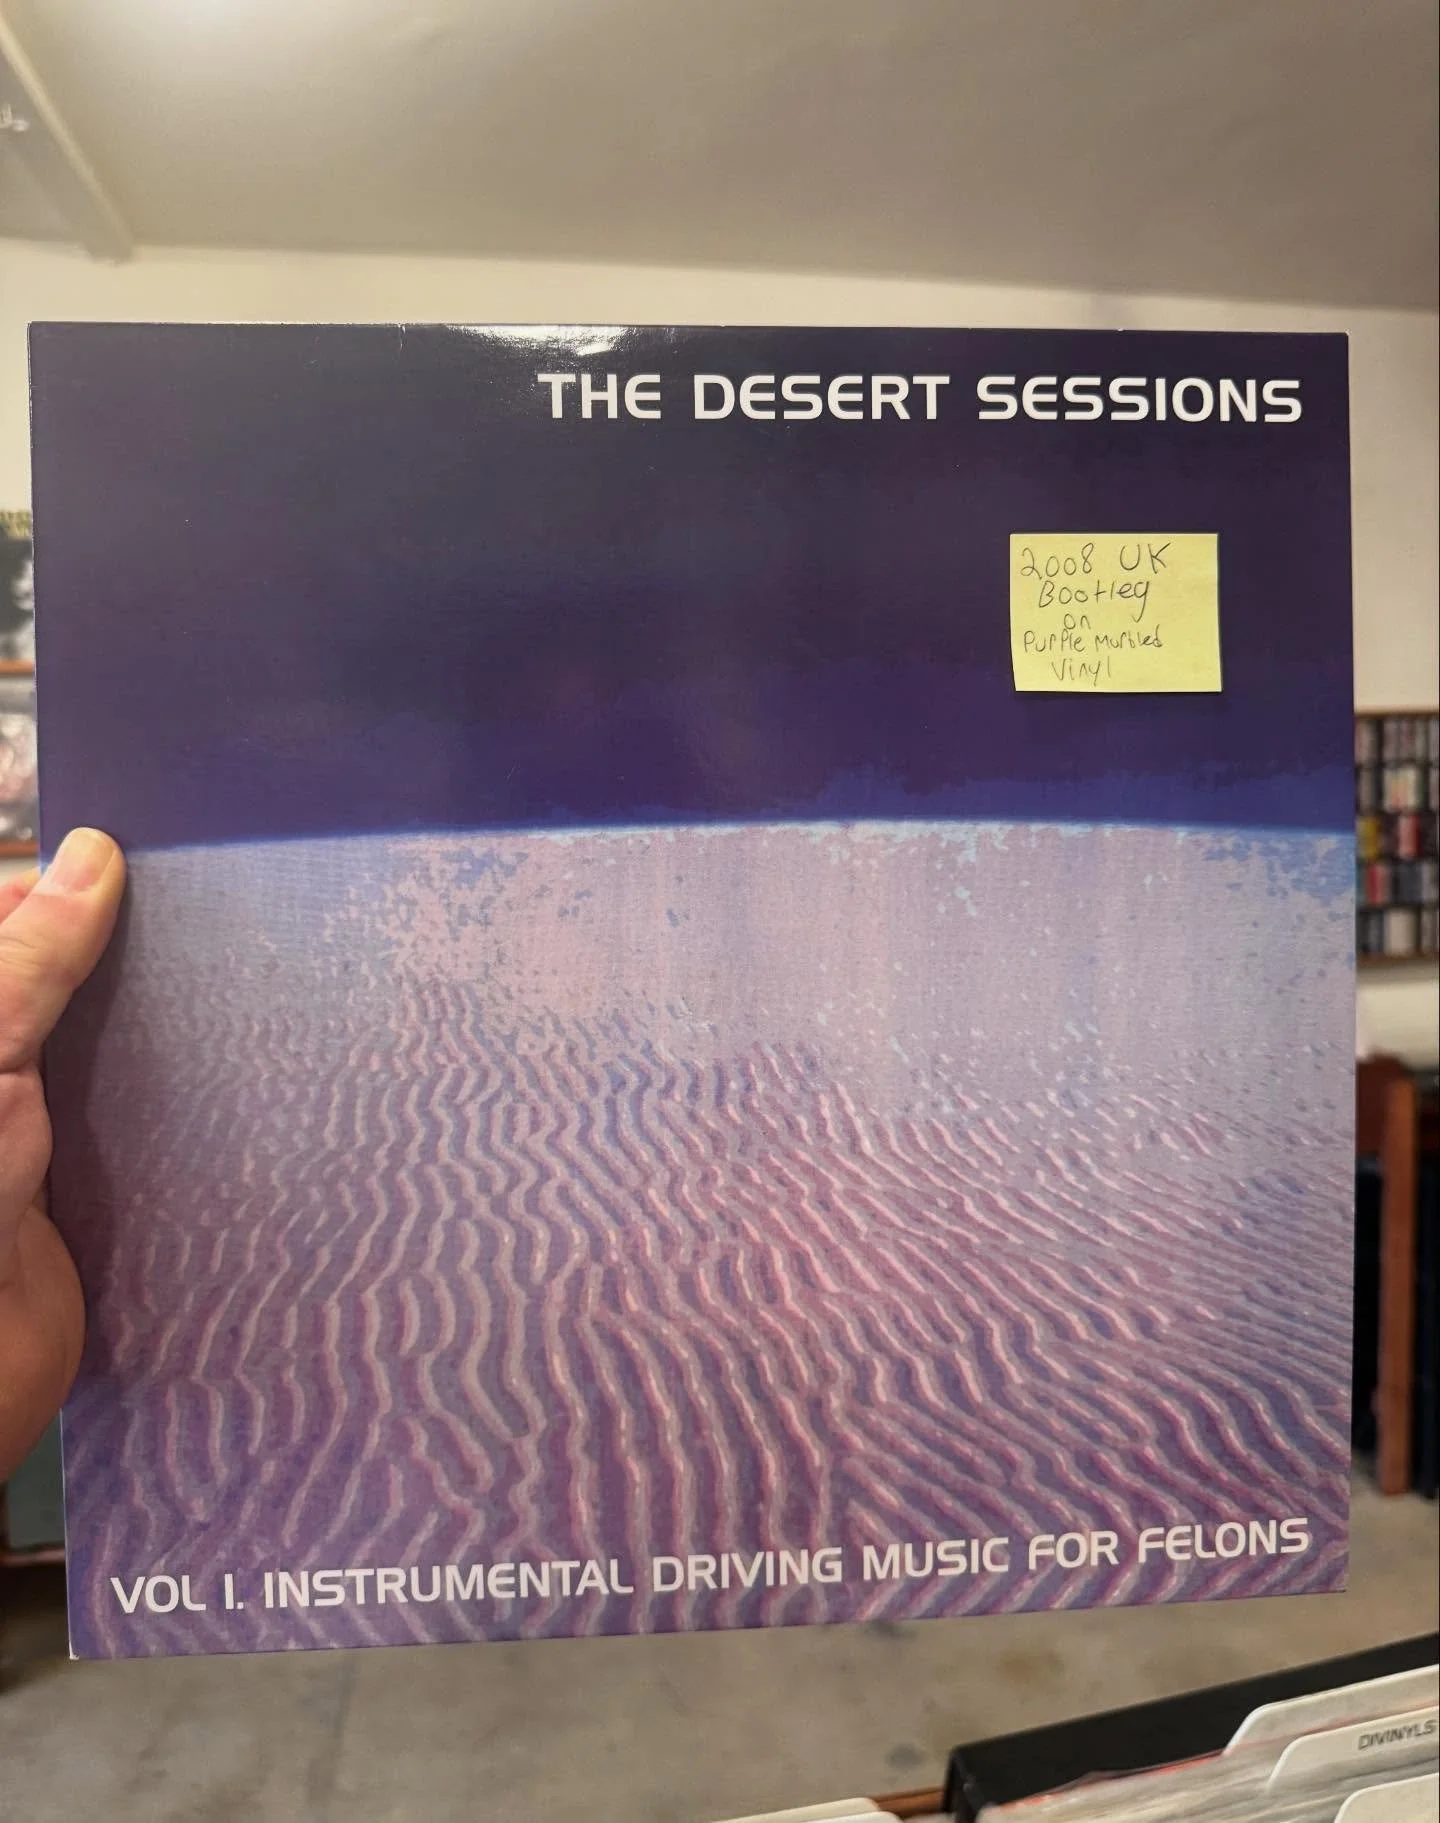 THE DESERT SESSIONS
2008 UK
Bootleg
on
Purple Marbled
Vinyl
VOL I. INSTRUMENTAL DRIVING MUSIC FOR FELONS
DIVINYLS